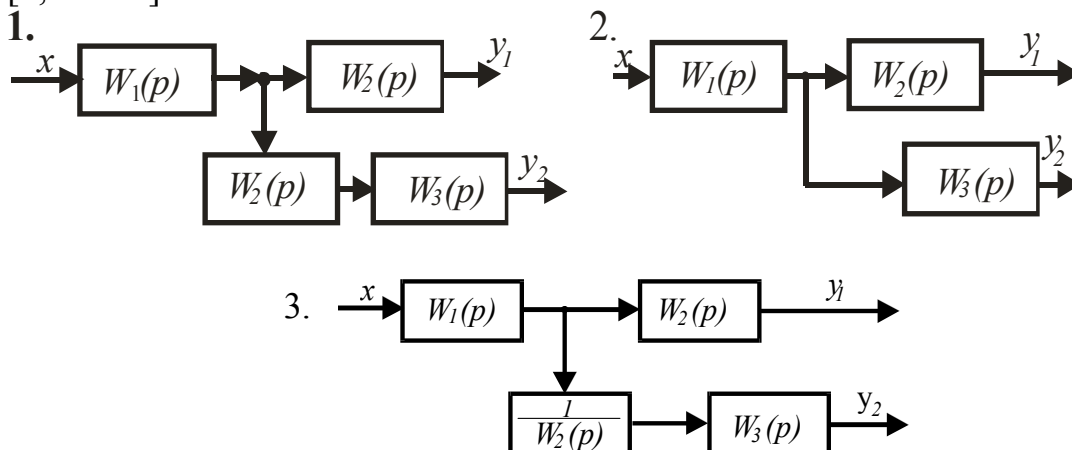 1.
x W₁(p) W₂(p) y₁
W₂(p) W₃(p) y₂
2.
x W₁(p) W₂(p) y₁
W₃(p) y₂
3. x W₁(p) W₂(p) y₁
1
W₂(p) W₃(p) y₂